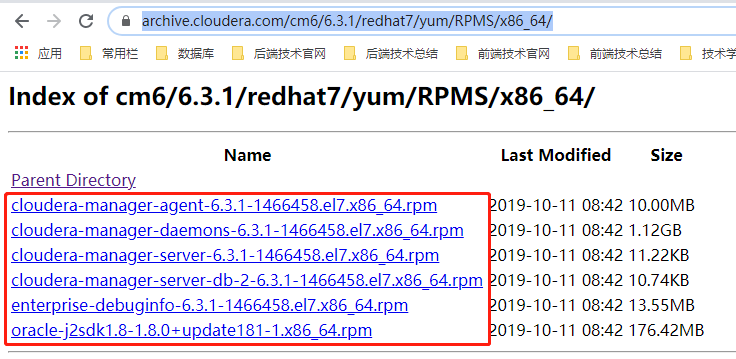 archive.cloudera.com/cm6/6.3.1/redhat7/yum/RPMS/x86_64/
应用 常用栏 数据库 后端技术官网 后端技术总结 前端技术官网 前端技术总结 技术学
Index of cm6/6.3.1/redhat7/yum/RPMS/x86_64/
Name Last Modified Size
Parent Directory
cloudera-manager-agent-6.3.1-1466458.el7.x86_64.rpm 2019-10-11 08:42 10.00MB
cloudera-manager-daemons-6.3.1-1466458.el7.x86_64.rpm 2019-10-11 08:42 1.12GB
cloudera-manager-server-6.3.1-1466458.el7.x86_64.rpm 2019-10-11 08:42 11.22KB
cloudera-manager-server-db-2-6.3.1-1466458.el7.x86_64.rpm 2019-10-11 08:42 10.74KB
enterprise-debuginfo-6.3.1-1466458.el7.x86_64.rpm 2019-10-11 08:42 13.55MB
oracle-j2sdk1.8-1.8.0+update181-1.x86_64.rpm 2019-10-11 08:42 176.42MB